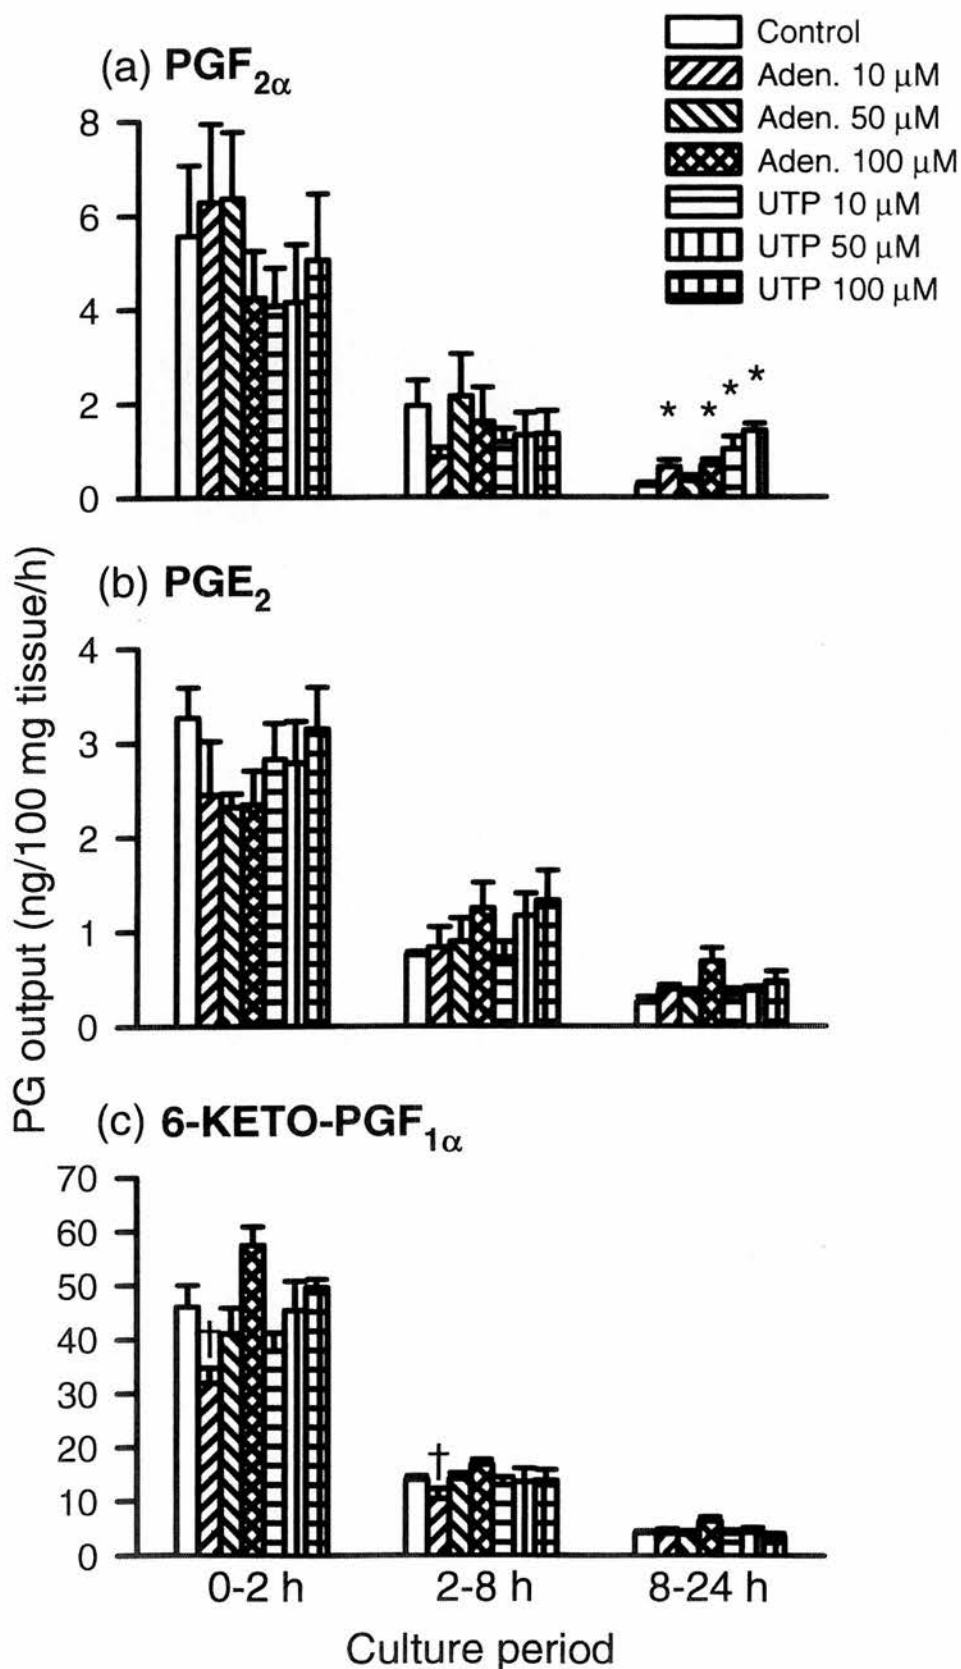 Control
Aden. 10 μM
Aden. 50 μM
Aden. 100 μM
UTP 10 μM
UTP 50 μM
UTP 100 μM
(a) PGF2α
8
6
4
2
0
* * * *
(b) PGE2
4
3
2
1
0
PG output (ng/100 mg tissue/h)
(c) 6-KETO-PGF1α
70
60
50
40
30
20
10
0
† †
0-2 h 2-8 h 8-24 h
Culture period